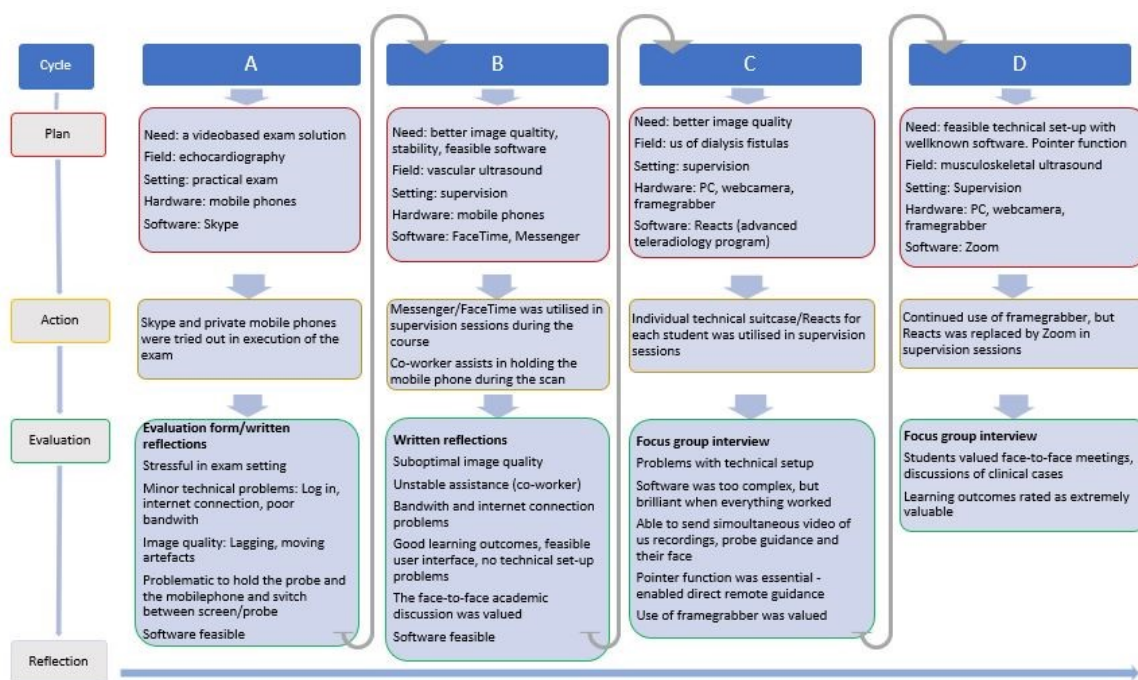 Cycle
A
B
C
D
Plan
Need: a videobased exam solution
Field: echocardiography
Setting: practical exam
Hardware: mobile phones
Software: Skype
Need: better image qualtity,
stability, feasible software
Field: vascular ultrasound
Setting: supervision
Hardware: mobile phones
Software: FaceTime, Messenger
Need: better image quality
Field: us of dialysis fistulas
Setting: supervision
Hardware: PC, webcamera,
framegrabber
Software: Reacts (advanced
teleradiology program)
Need: feasible technical set-up with
wellknown software. Pointer function
Field: musculoskeletal ultrasound
Setting: Supervision
Hardware: PC, webcamera,
framegrabber
Software: Zoom
Action
Skype and private mobile phones
were tried out in execution of the
exam
Messenger/FaceTime was utilised in
supervision sessions during the
course
Co-worker assists in holding the
mobile phone during the scan
Individual technical suitcase/Reacts for
each student was utilised in supervision
sessions
Continued use of framegrabber, but
Reacts was replaced by Zoom in
supervision sessions
Evaluation
Evaluation form/written
reflections
Stressful in exam setting
Minor technical problems: Log in,
internet connection, poor
bandwith
Image quality: Lagging, moving
artefacts
Problematic to hold the probe and
the mobilephone and svitch
between screen/probe
Software feasible
Written reflections
Suboptimal image quality
Unstable assistance (co-worker)
Bandwith and internet connection
problems
Good learning outcomes, feasible
user interface, no technical set-up
problems
The face-to-face academic
discussion was valued
Software feasible
Focus group interview
Problems with technical setup
Software was too complex, but
brilliant when everything worked
Able to send simoultaneous video of
us recordings, probe guidance and
their face
Pointer function was essential -
enabled direct remote guidance
Use of framegrabber was valued
Focus group interview
Students valued face-to-face meetings,
discussions of clinical cases
Learning outcomes rated as extremely
valuable
Reflection